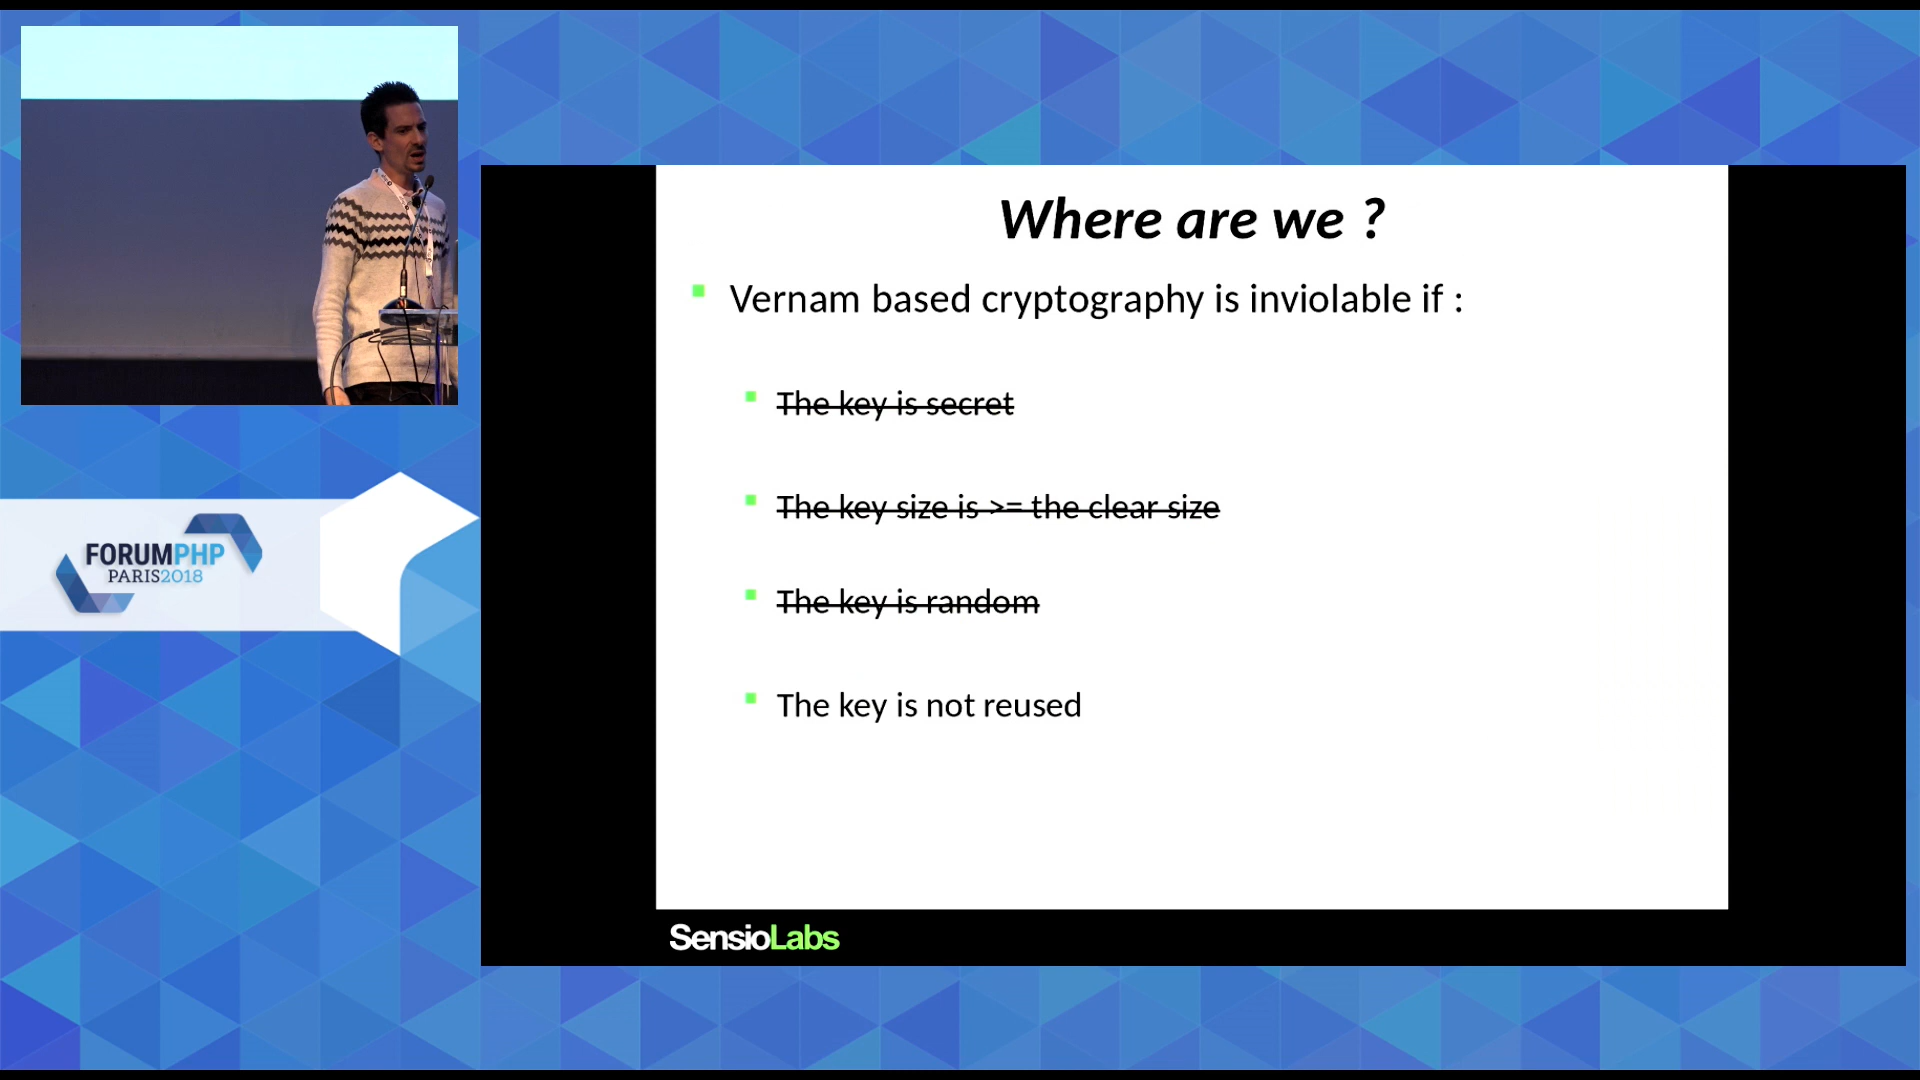 Where are we ?
Vernam based cryptography is inviolable if :
The key is secret
The key size is >= the clear size
The key is random
The key is not reused
FORUMPHP
PARIS2018
SensioLabs